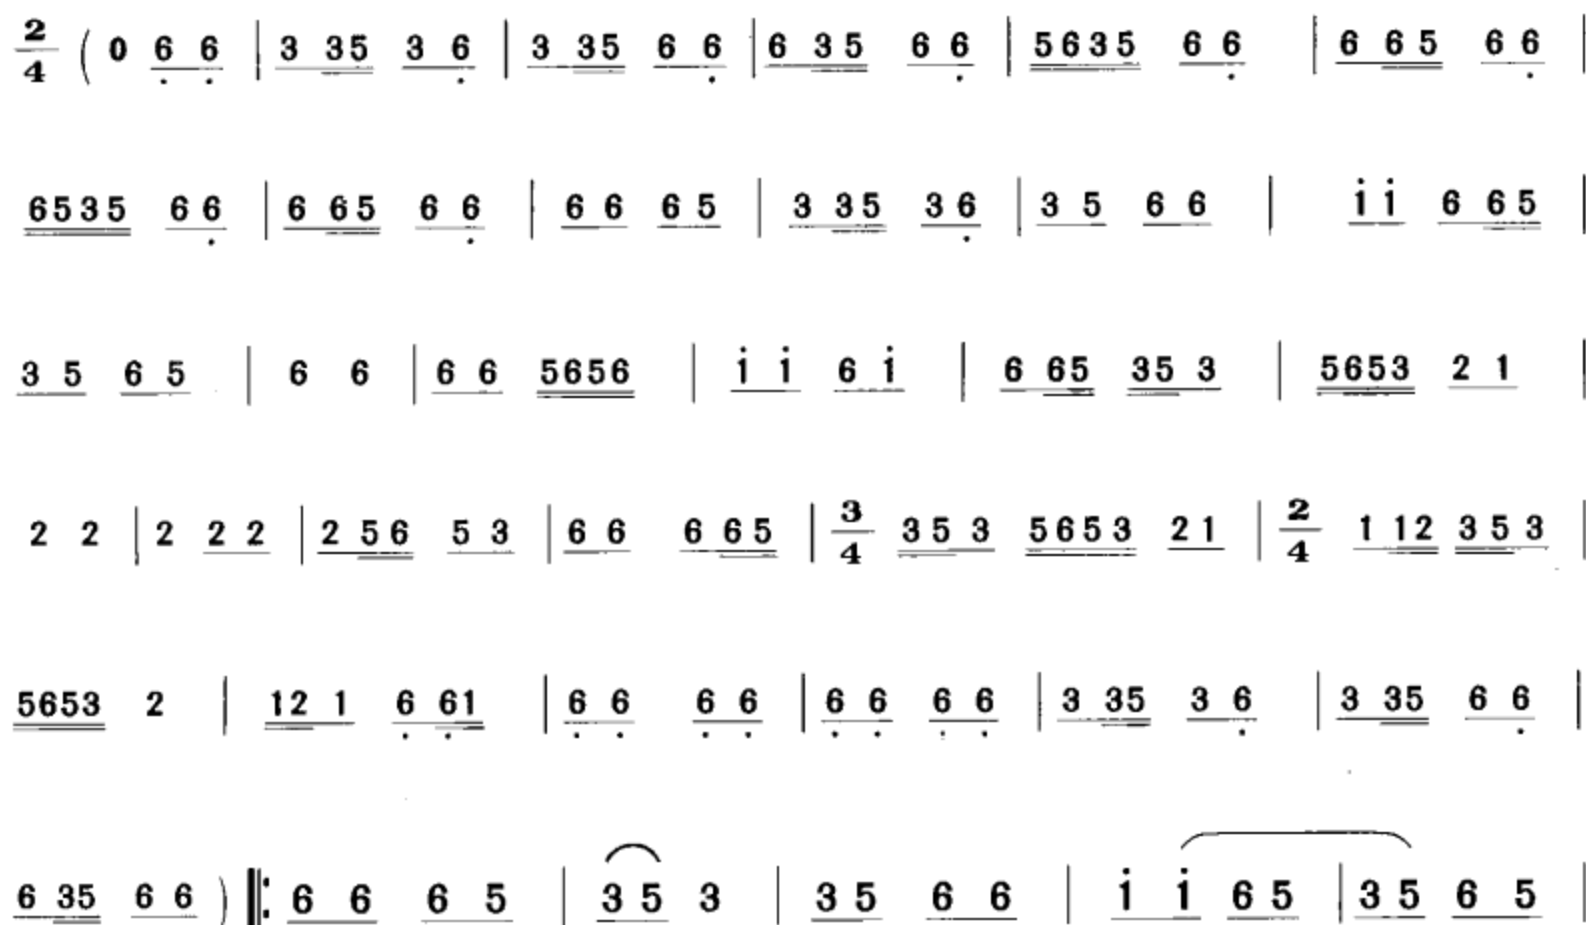 2/4 ( 0 6̣ 6̣ | 3 35 3 6̣ | 3 35 6 6̣ | 6 35 6 6̣ | 5635 6 6̣ | 6 65 6 6̣ |
6535 6 6̣ | 6 65 6 6̣ | 6 6 6 5 | 3 35 3 6̣ | 3 5 6 6 | i i 6 65 |
3 5 6 5 | 6 6 | 6 6 5656 | i i 6 i | 6 65 35 3 | 5653 2 1 |
2 2 | 2 2 2 | 2 56 5 3 | 6 6 6 65 | 3/4 35 3 5653 21 | 2/4 1 12 35 3 |
5653 2 | 12 1 6̣ 6̣1 | 6̣ 6̣ 6̣ 6̣ | 6̣ 6̣ 6̣ 6̣ | 3 35 3 6̣ | 3 35 6 6̣ |
6 35 6 6 ) ‖: 6 6 6 5 | 35 3 | 35 6 6 | i i 65 | 35 6 5 |